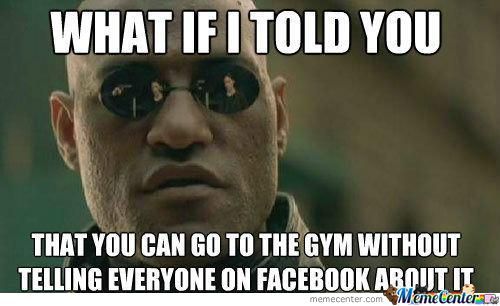 WHAT IF I TOLD YOU
THAT YOU CAN GO TO THE GYM WITHOUT
TELLING EVERYONE ON FACEBOOK ABOUT IT
memecenter.com
MemeCenter